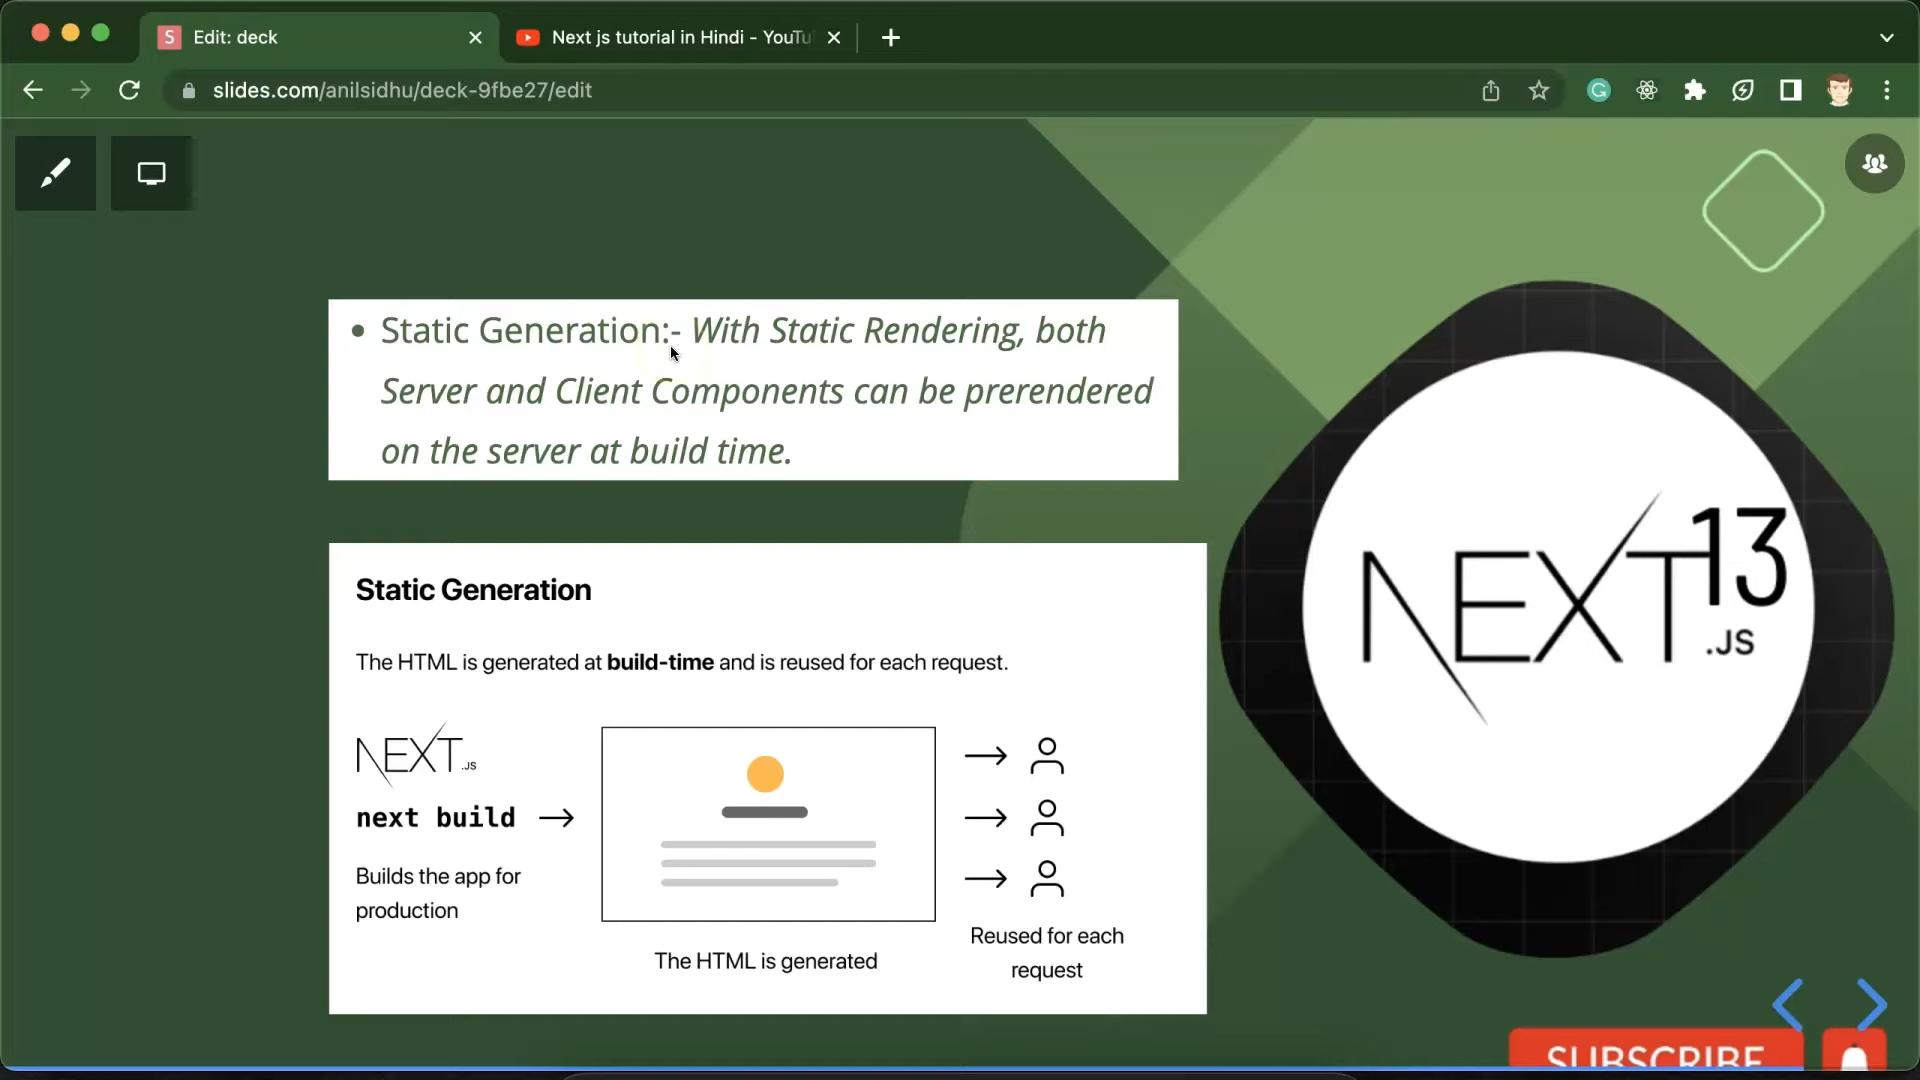 S Edit: deck
Next js tutorial in Hindi - YouTu
slides.com/anilsidhu/deck-9fbe27/edit
Static Generation:- With Static Rendering, both
Server and Client Components can be prerendered
on the server at build time.
Static Generation
The HTML is generated at build-time and is reused for each request.
NEXT.JS
next build
Builds the app for
production
The HTML is generated
Reused for each
request
NEXT 13
.JS
SUBSCRIBE